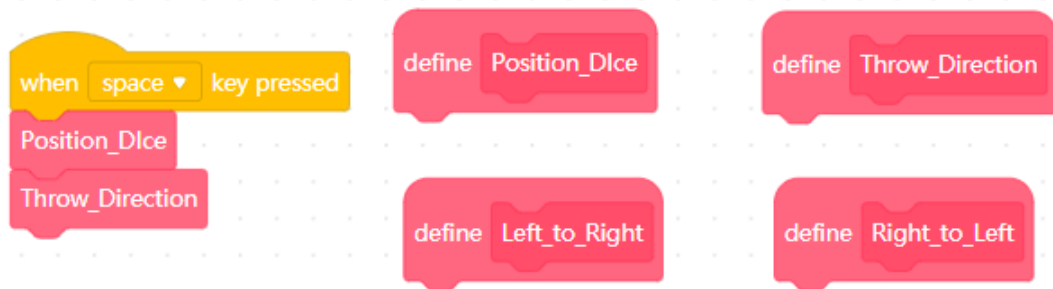 when space key pressed
Position_DIce
Throw_Direction
define Position_DIce
define Throw_Direction
define Left_to_Right
define Right_to_Left